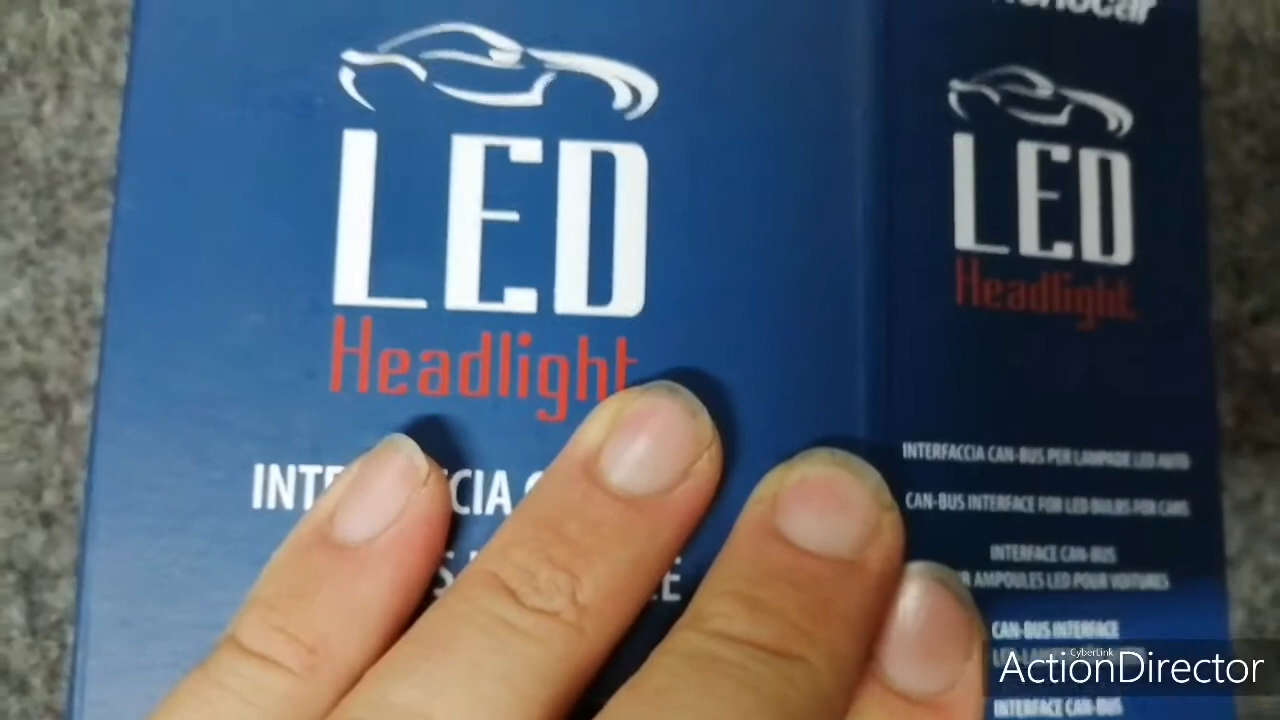 LED
Headlight
LED
Headlight
INTERFACCIA CAN-BUS PER LAMPADE LED AUTO
CAN-BUS INTERFACE FOR LED BULBS FOR CARS
INTERFACE CAN-BUS
AMPOULES LED POUR VOITURES
CAN-BUS INTERFACE
CyberLink
ActionDirector
INTERFACE CAN-BUS